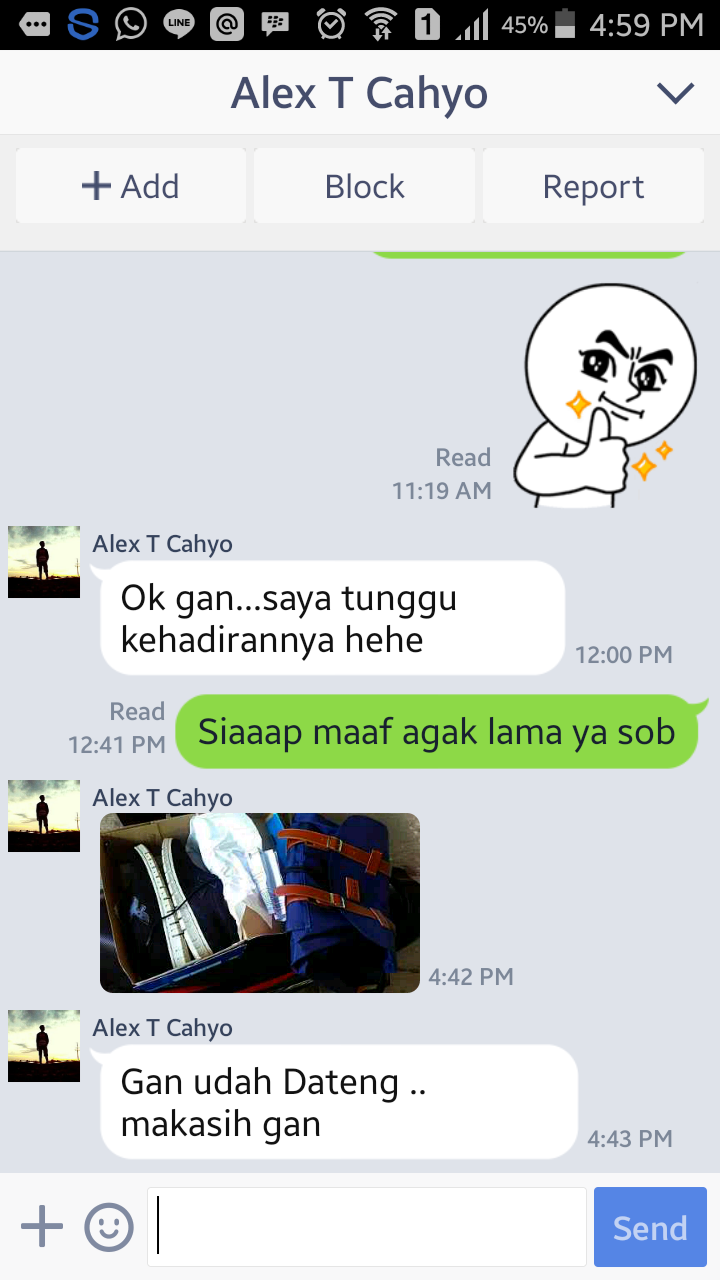 LINE
1
45%
4:59 PM
Alex T Cahyo
+ Add
Block
Report
Read
11:19 AM
Alex T Cahyo
Ok gan...saya tunggu
kehadirannya hehe
12:00 PM
Read
12:41 PM
Siaaap maaf agak lama ya sob
Alex T Cahyo
4:42 PM
Alex T Cahyo
Gan udah Dateng ..
makasih gan
4:43 PM
Send